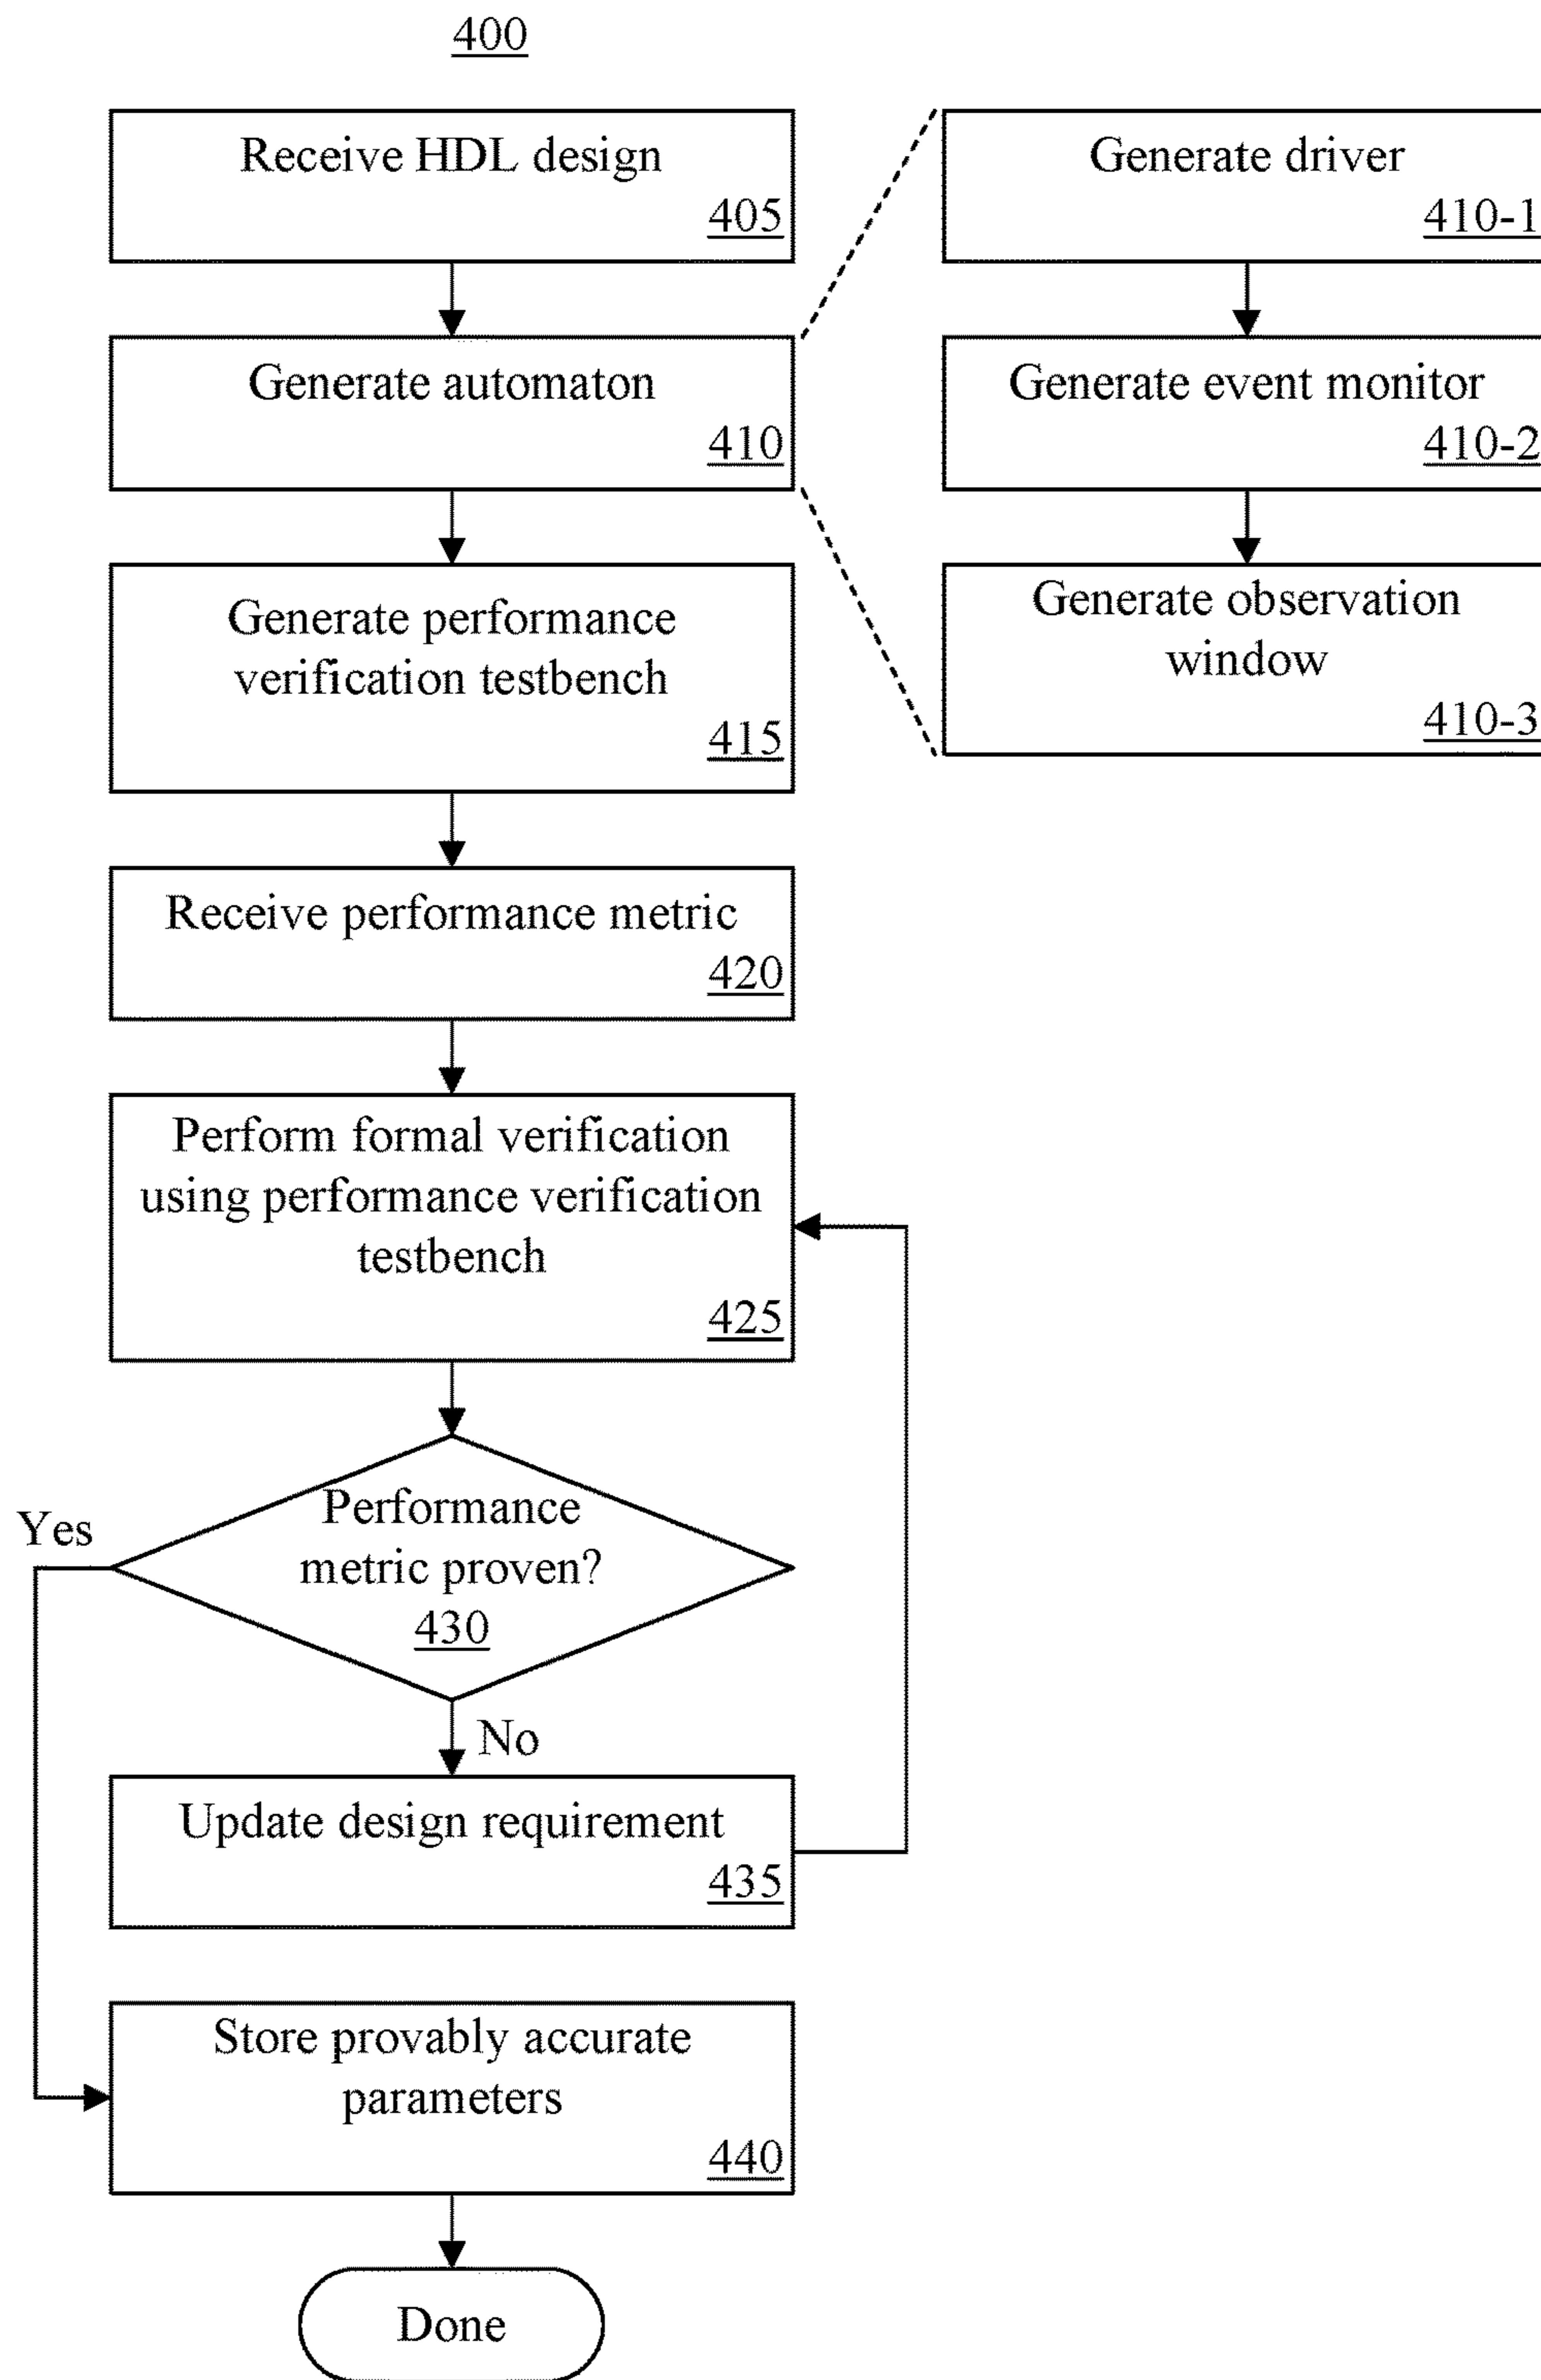 400
Receive HDL design
405
Generate automaton
410
Generate performance
verification testbench
415
Receive performance metric
420
Perform formal verification
using performance verification
testbench
425
Performance
metric proven?
430
Yes
No
Update design requirement
435
Store provably accurate
parameters
440
Done
Generate driver
410-1
Generate event monitor
410-2
Generate observation
window
410-3